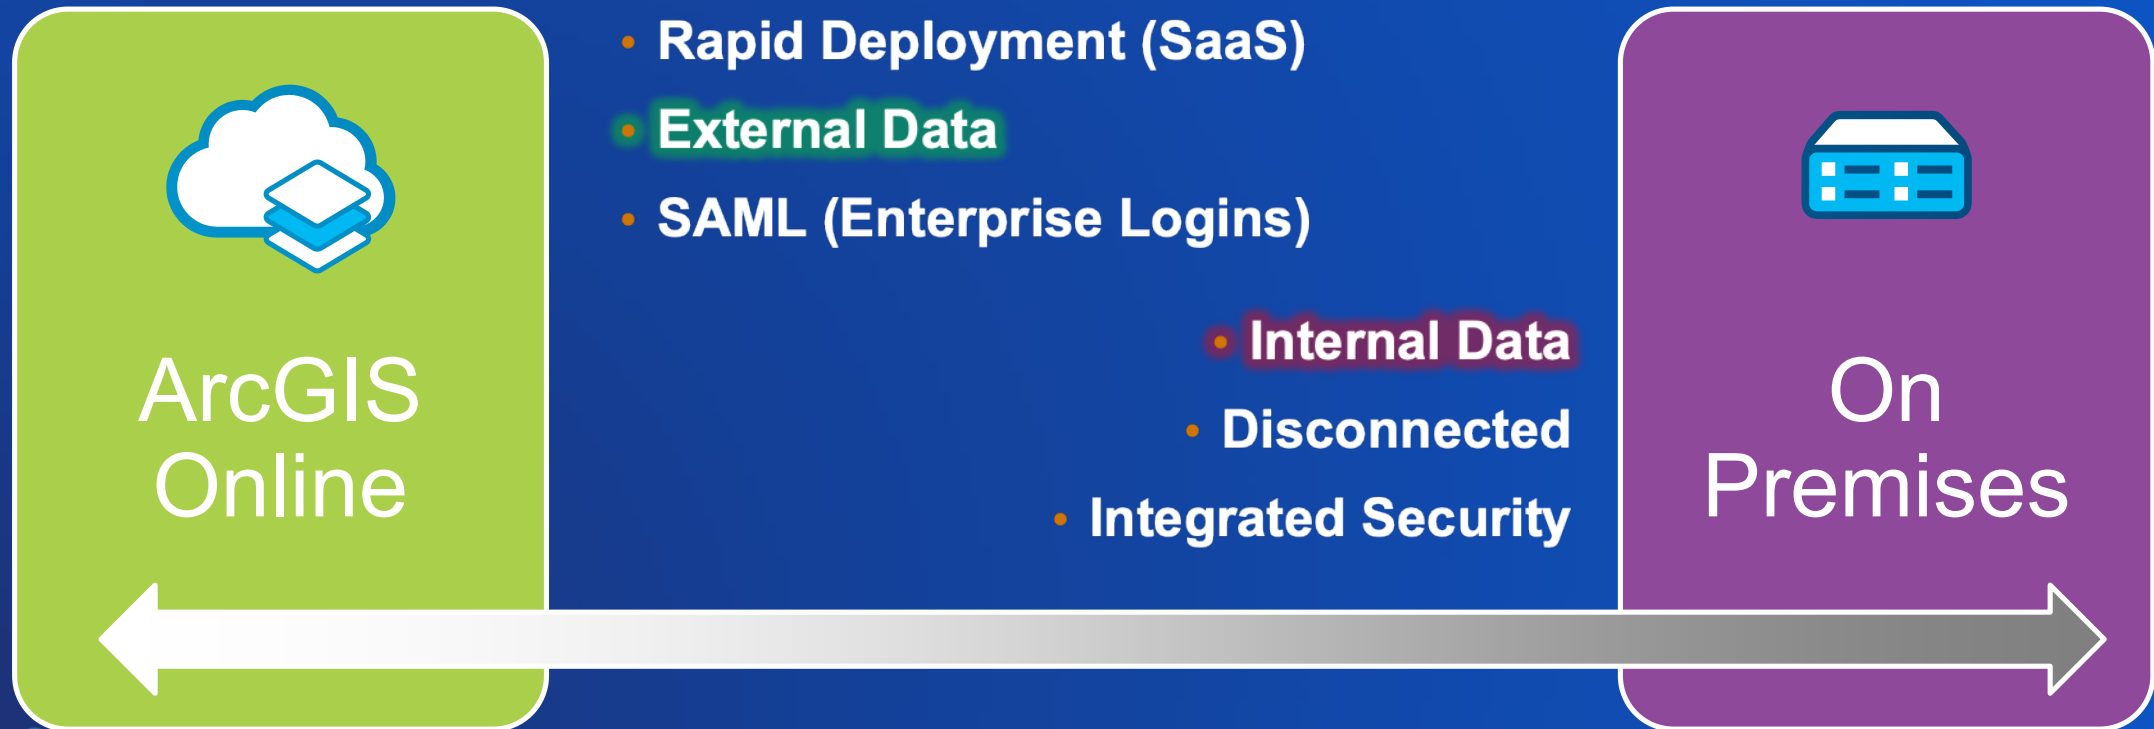 ArcGIS
Online
• Rapid Deployment (SaaS)
• External Data
• SAML (Enterprise Logins)
• Internal Data
• Disconnected
• Integrated Security
On
Premises